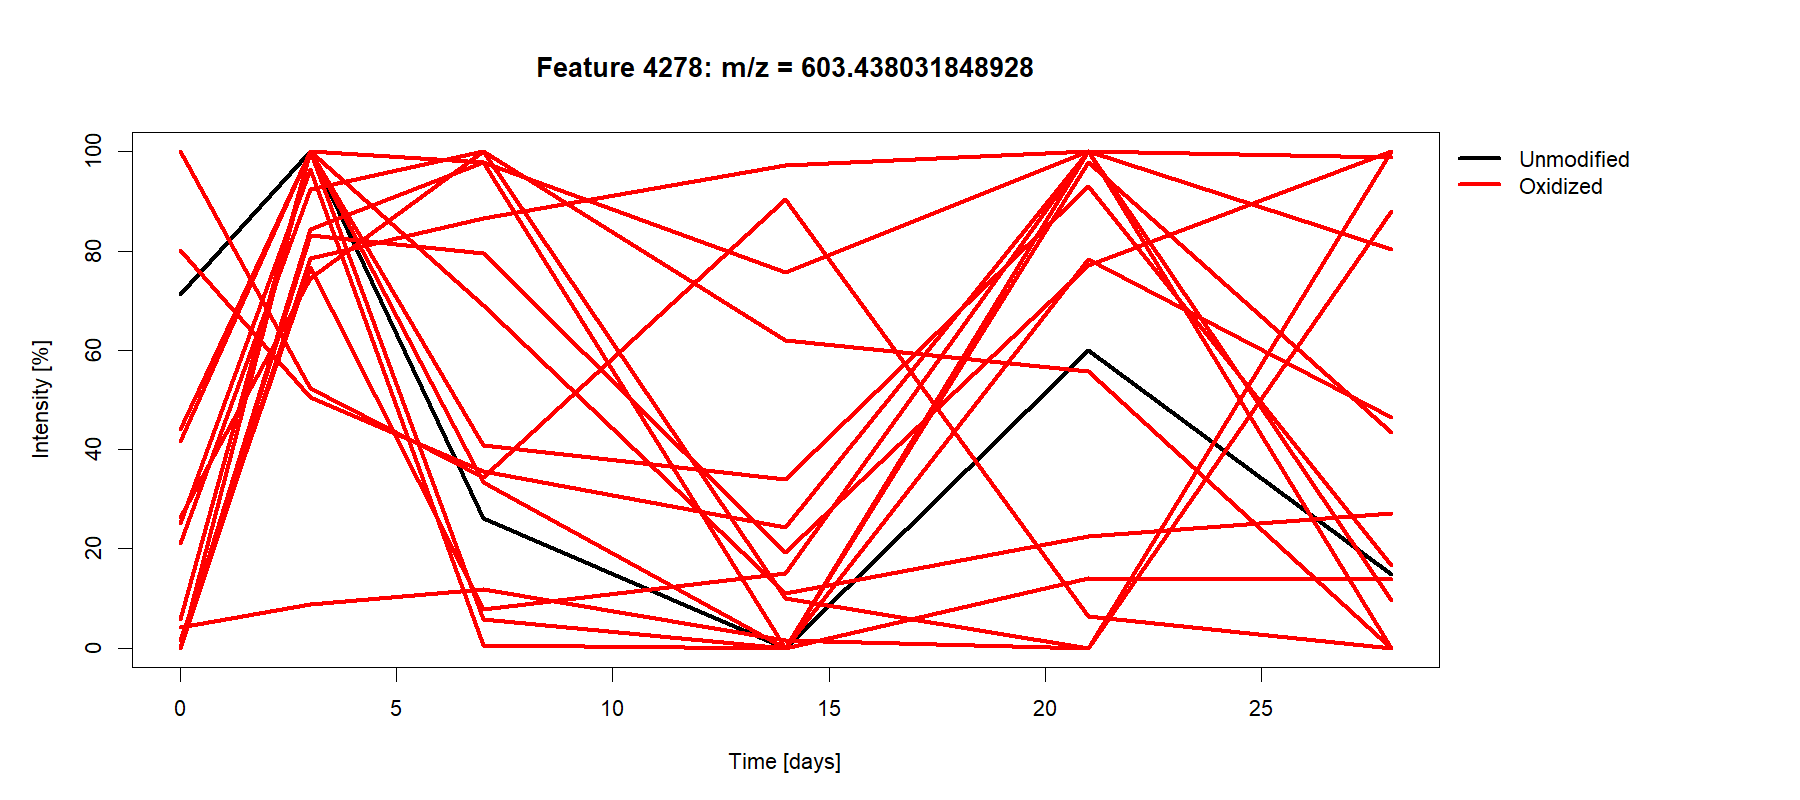 Feature 4278: m/z = 603.438031848928
Unmodified
Oxidized
Intensity [%]
100
80
60
40
20
0
0 5 10 15 20 25
Time [days]